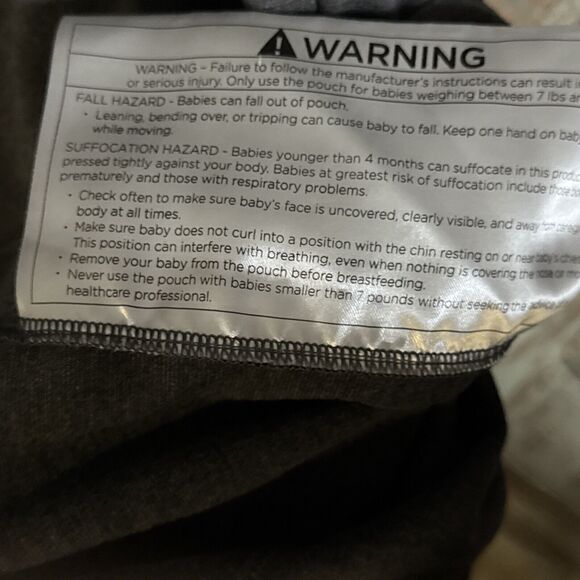 WARNING
WARNING - Failure to follow the manufacturer's instructions can result
or serious injury. Only use the pouch for babies weighing between 7 lbs
FALL HAZARD - Babies can fall out of pouch.
• Leaning, bending over, or tripping can cause baby to fall. Keep one hand on
while moving.
SUFFOCATION HAZARD - Babies younger than 4 months can suffocate in this
pressed tightly against your body. Babies at greatest risk of suffocation include
prematurely and those with respiratory problems.
• Check often to make sure baby's face is uncovered, clearly visible, and away
body at all times.
• Make sure baby does not curl into a position with the chin resting on or near
This position can interfere with breathing, even when nothing is covering the nose or
• Remove your baby from the pouch before breastfeeding.
• Never use the pouch with babies smaller than 7 pounds without seeking the
healthcare professional.